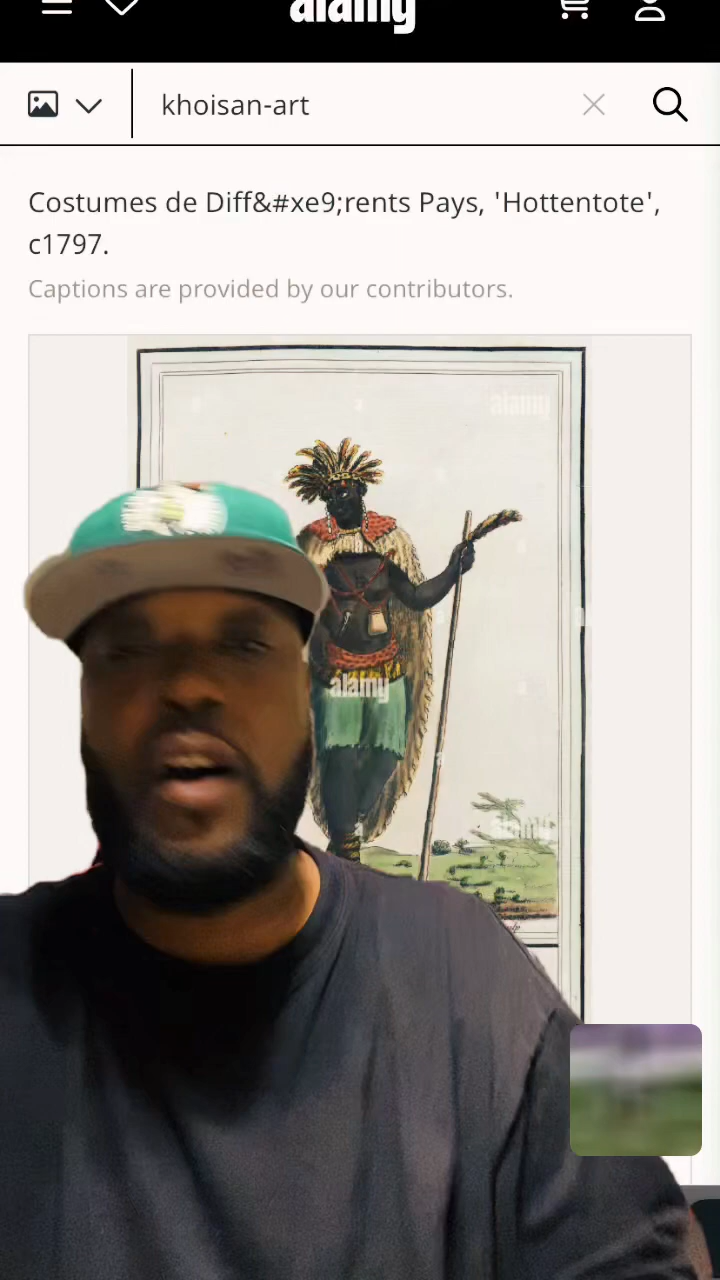 alamy
khoisan-art
Costumes de Diff&#xe9;rents Pays, 'Hottentote',
c1797.
Captions are provided by our contributors.
alamy
alamy
alamy